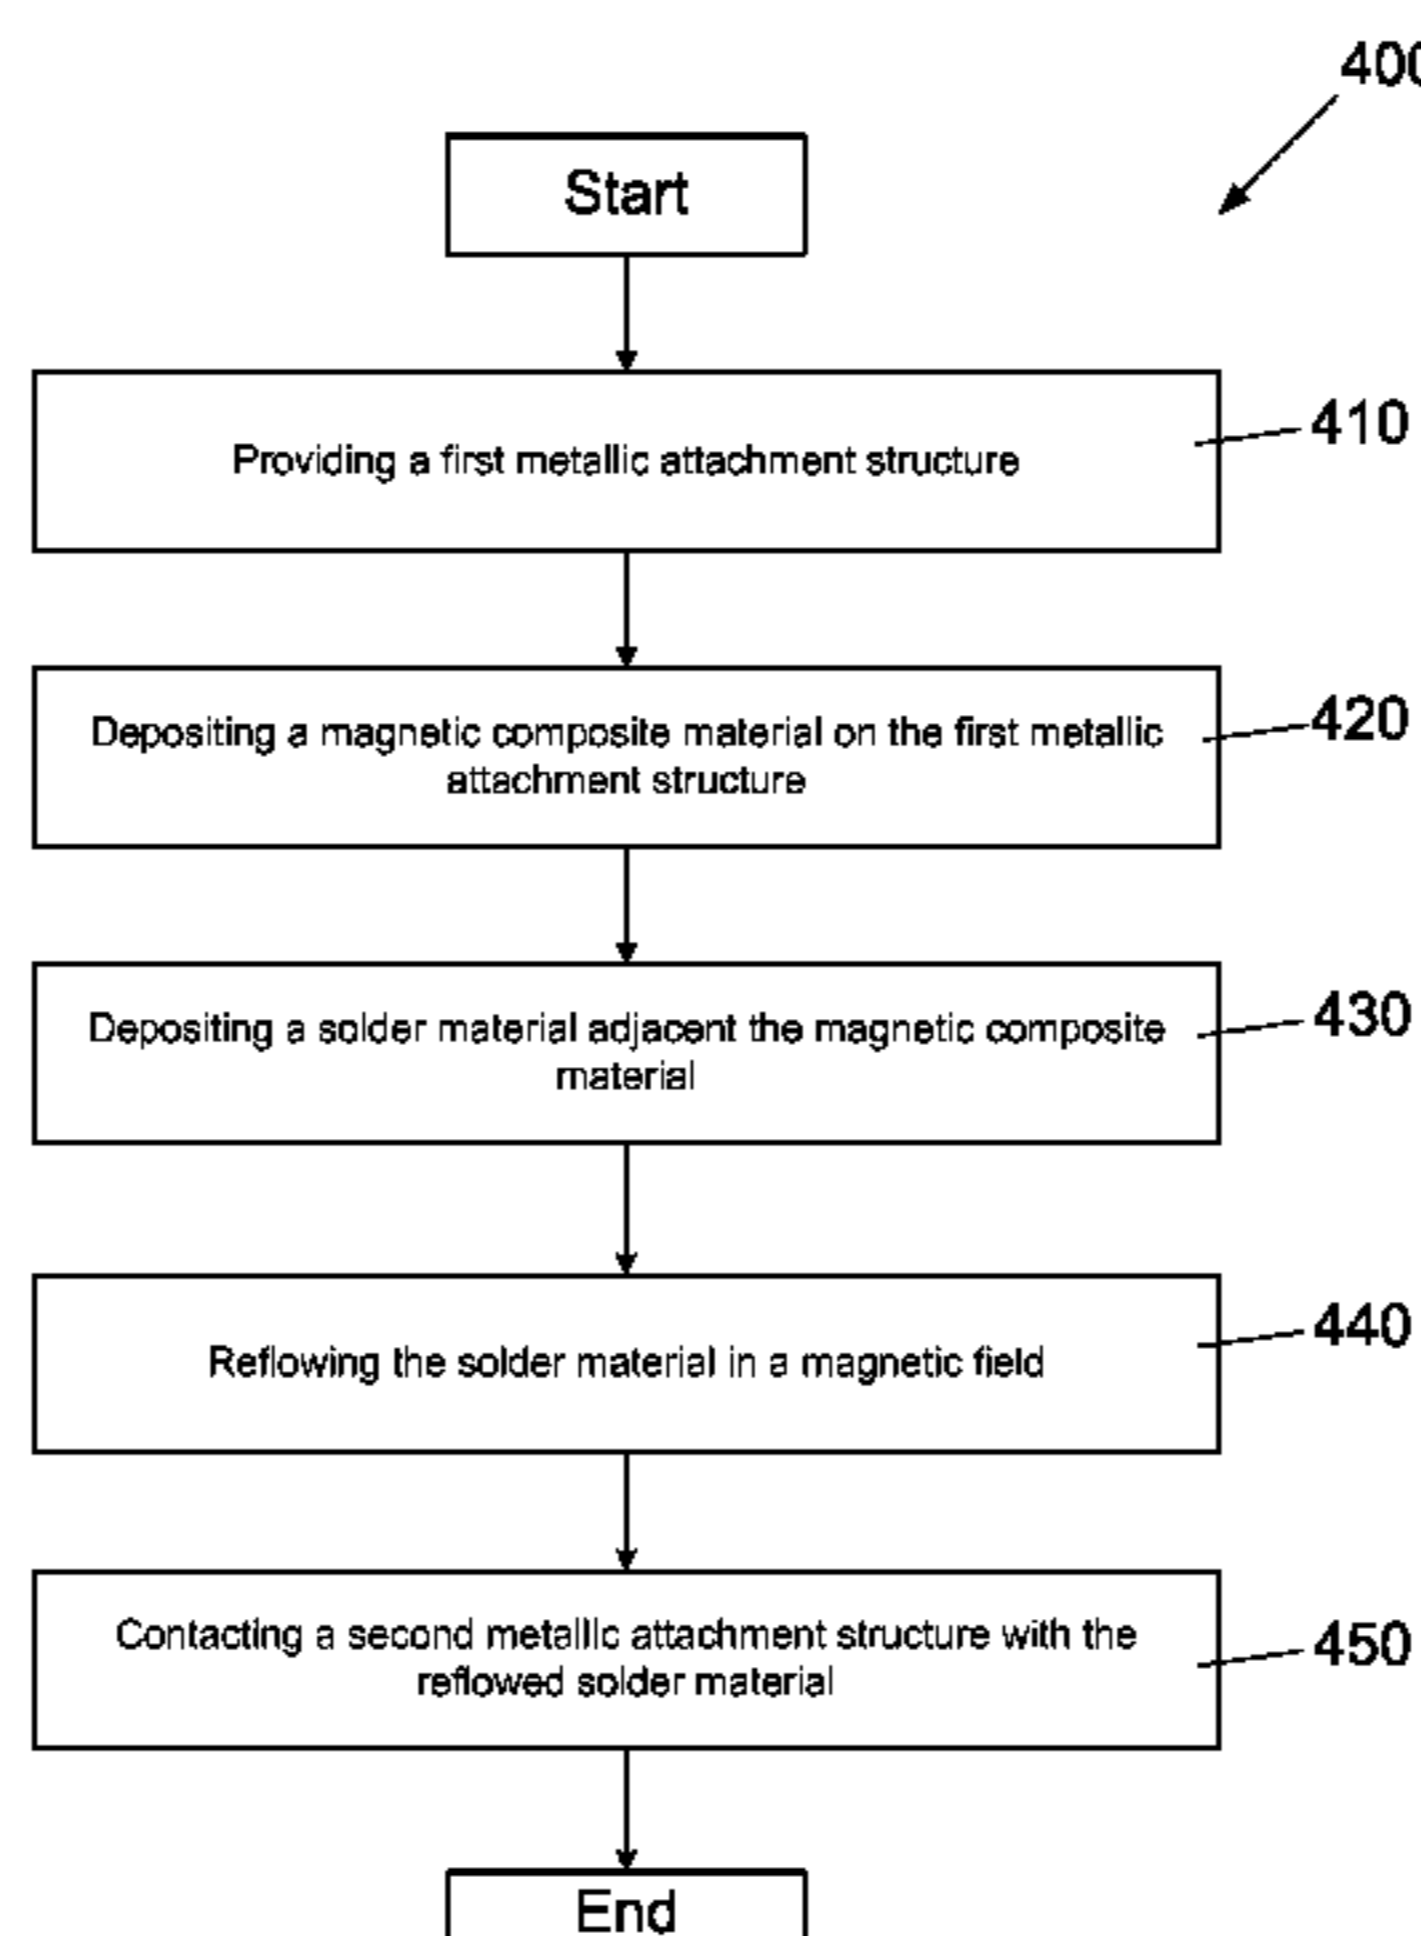 400
Start
Providing a first metallic attachment structure
410
Depositing a magnetic composite material on the first metallic
attachment structure
420
Depositing a solder material adjacent the magnetic composite
material
430
Reflowing the solder material in a magnetic field
440
Contacting a second metallic attachment structure with the
reflowed solder material
450
End